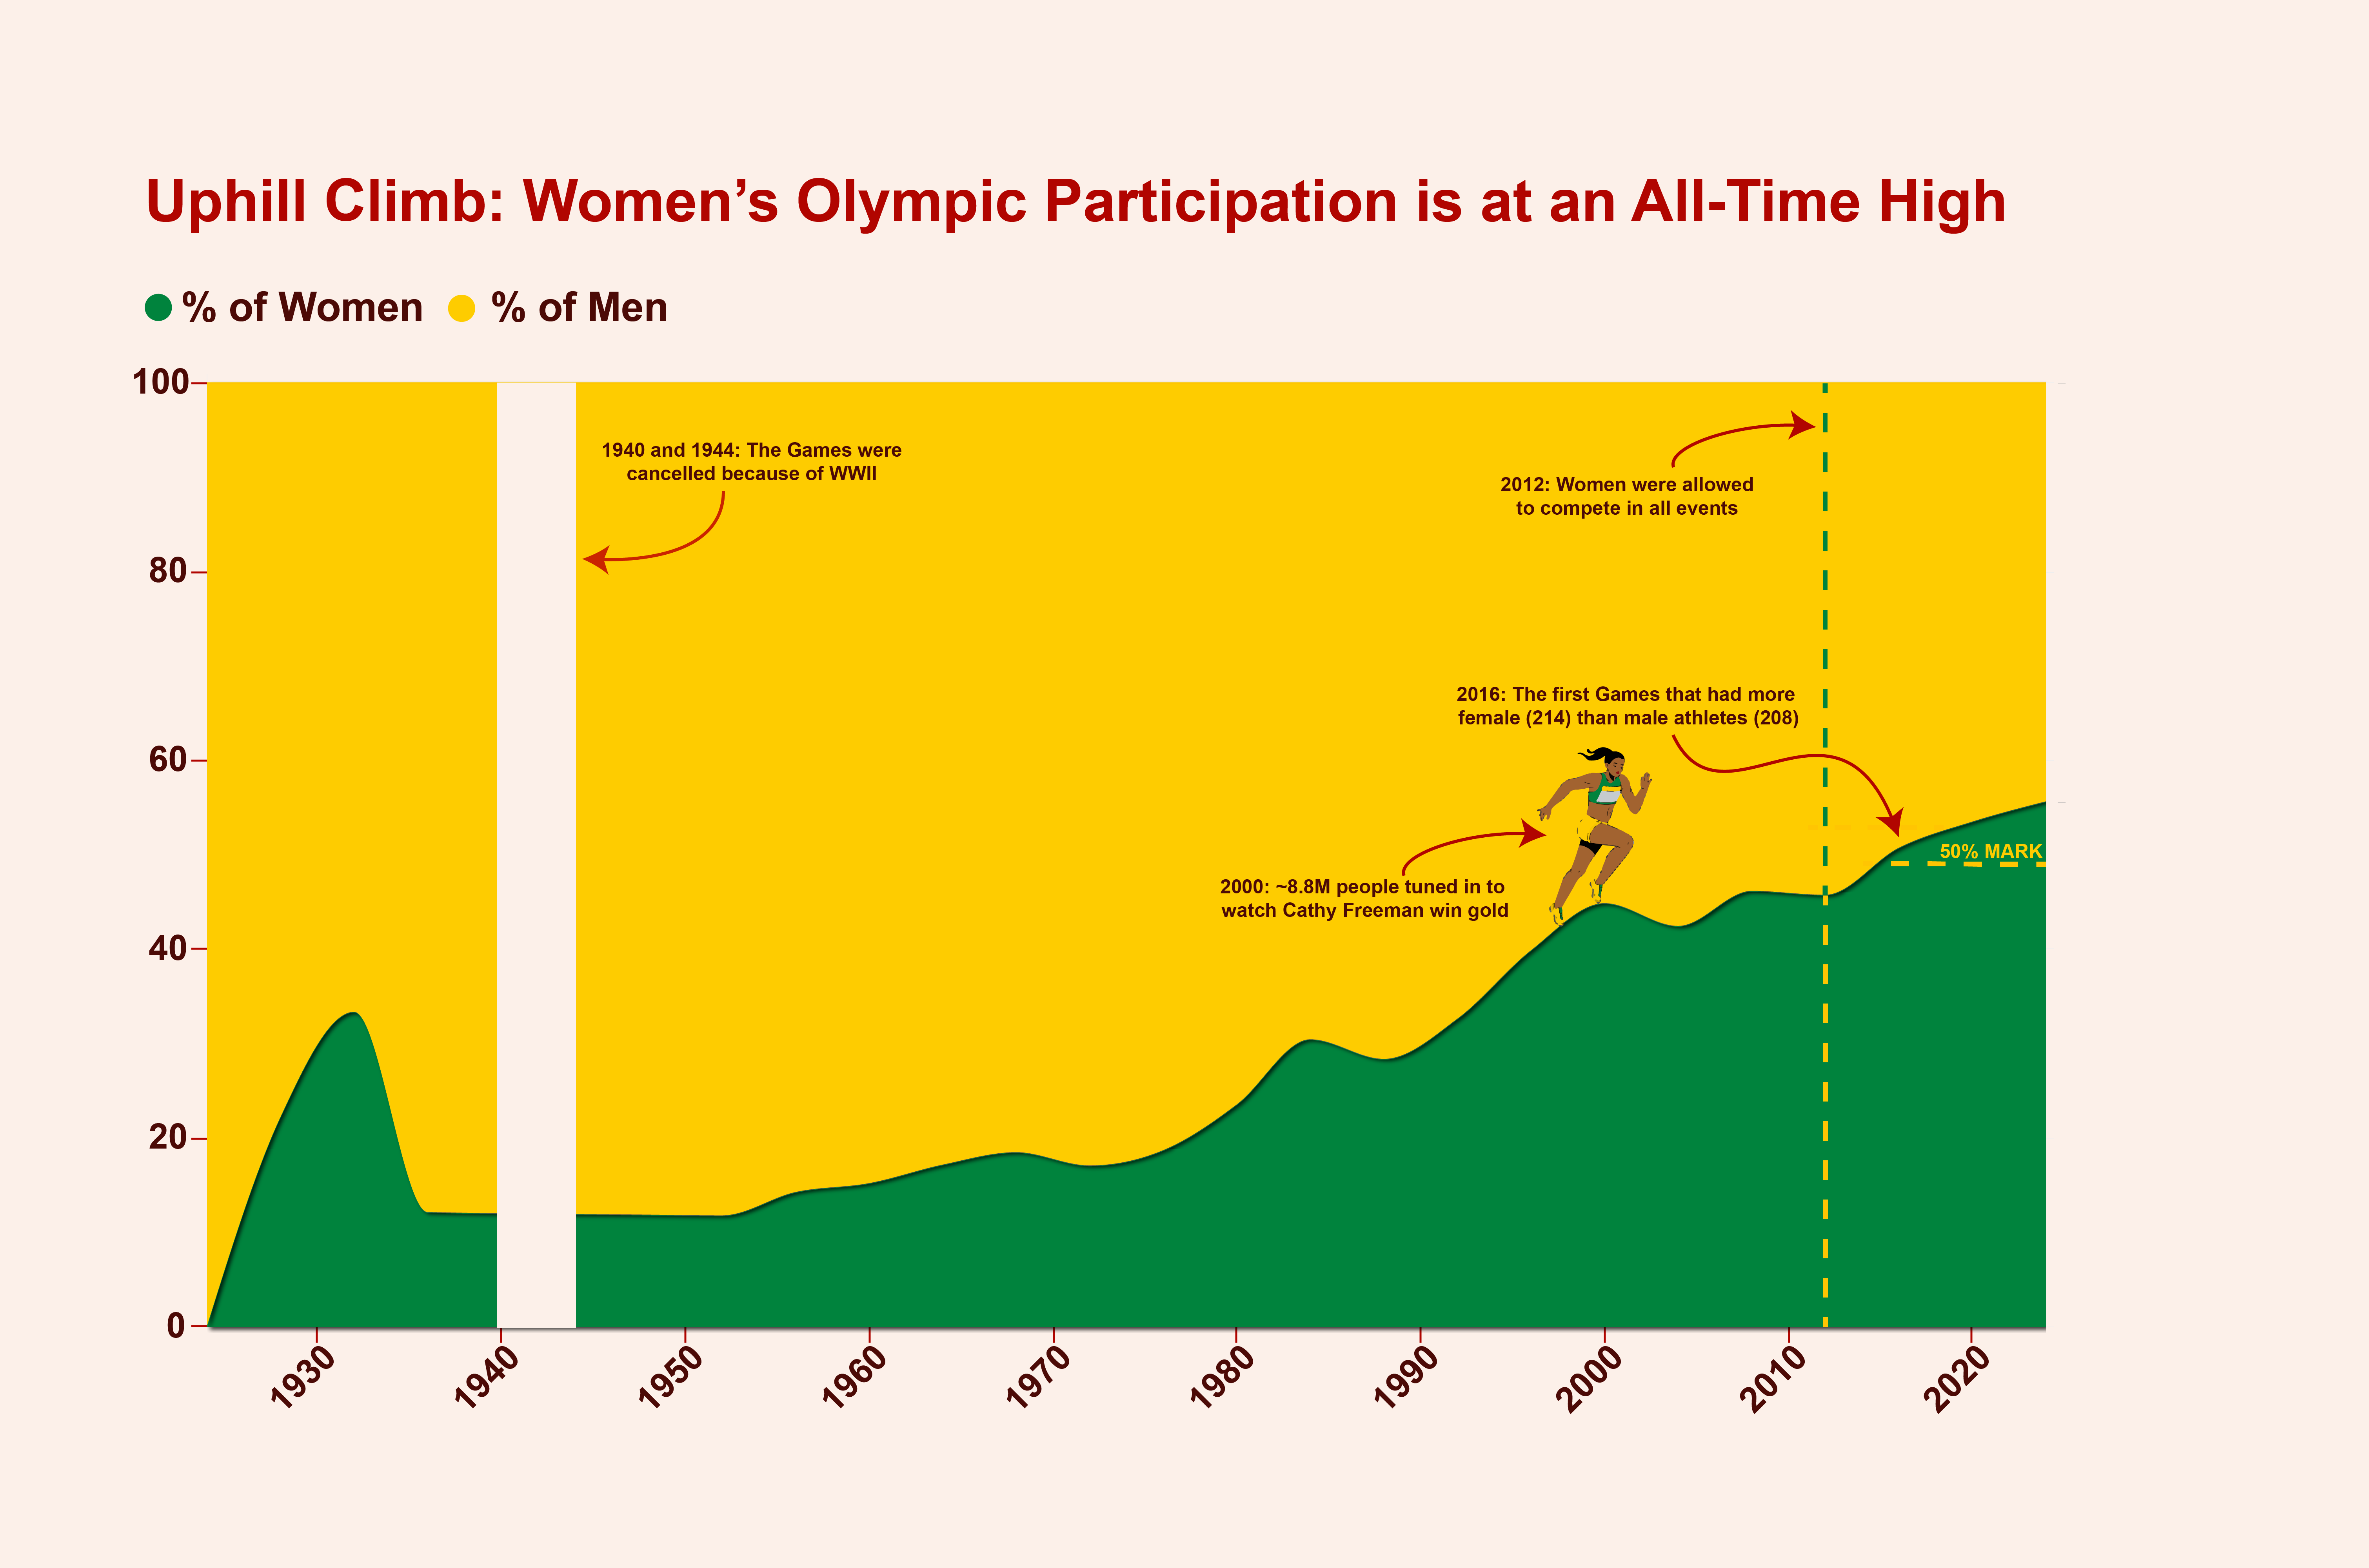 Uphill Climb: Women’s Olympic Participation is at an All-Time High
% of Women
% of Men
100
80
60
40
20
0
1940 and 1944: The Games were
cancelled because of WWII
2012: Women were allowed
to compete in all events
2016: The first Games that had more
female (214) than male athletes (208)
2000: ~8.8M people tuned in to
watch Cathy Freeman win gold
50% MARK
1930
1940
1950
1960
1970
1980
1990
2000
2010
2020